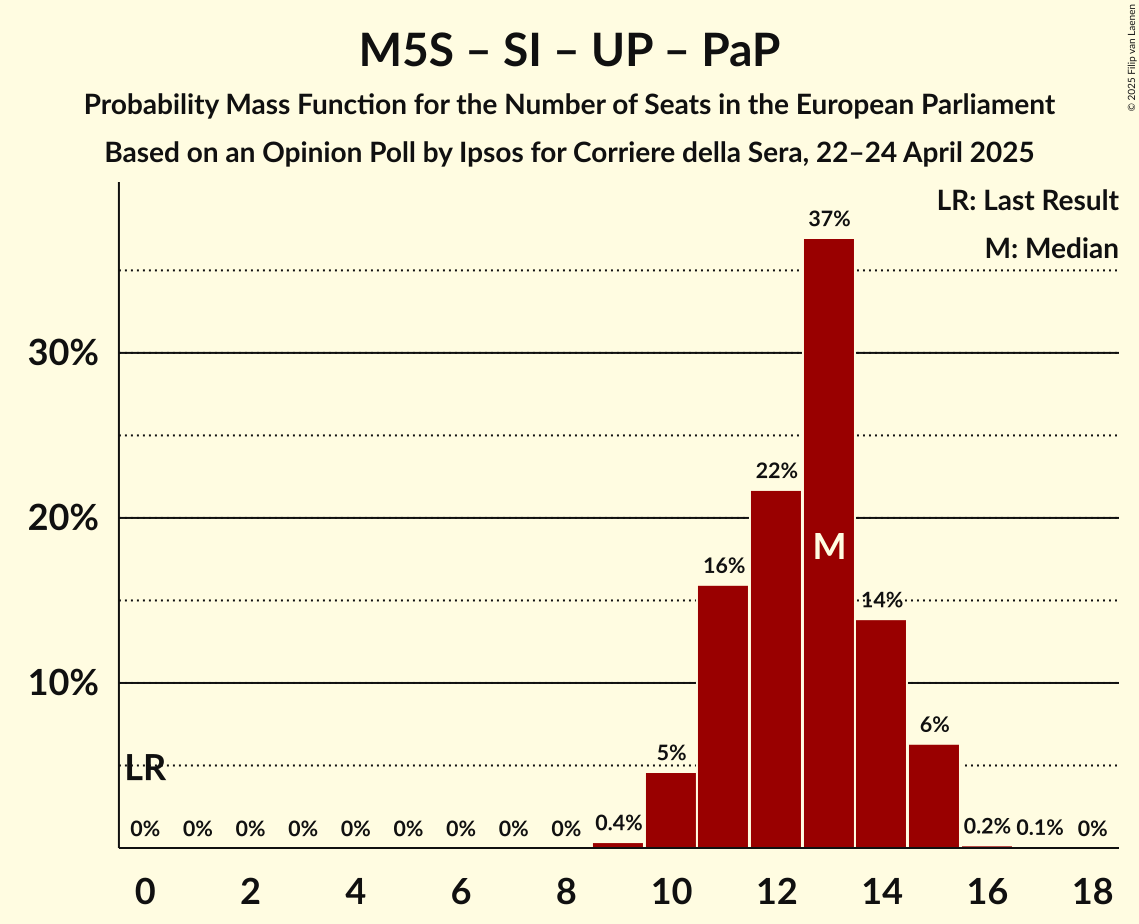 M5S – SI – UP – PaP
Probability Mass Function for the Number of Seats in the European Parliament
Based on an Opinion Poll by Ipsos for Corriere della Sera, 22–24 April 2025
© 2025 Filip van Laenen
LR: Last Result
M: Median
37%
30%
22%
20%
M
16%
14%
10%
6%
5%
LR
0% 0% 0% 0% 0% 0% 0% 0% 0% 0.4% 0.2% 0.1% 0%
0 2 4 6 8 10 12 14 16 18